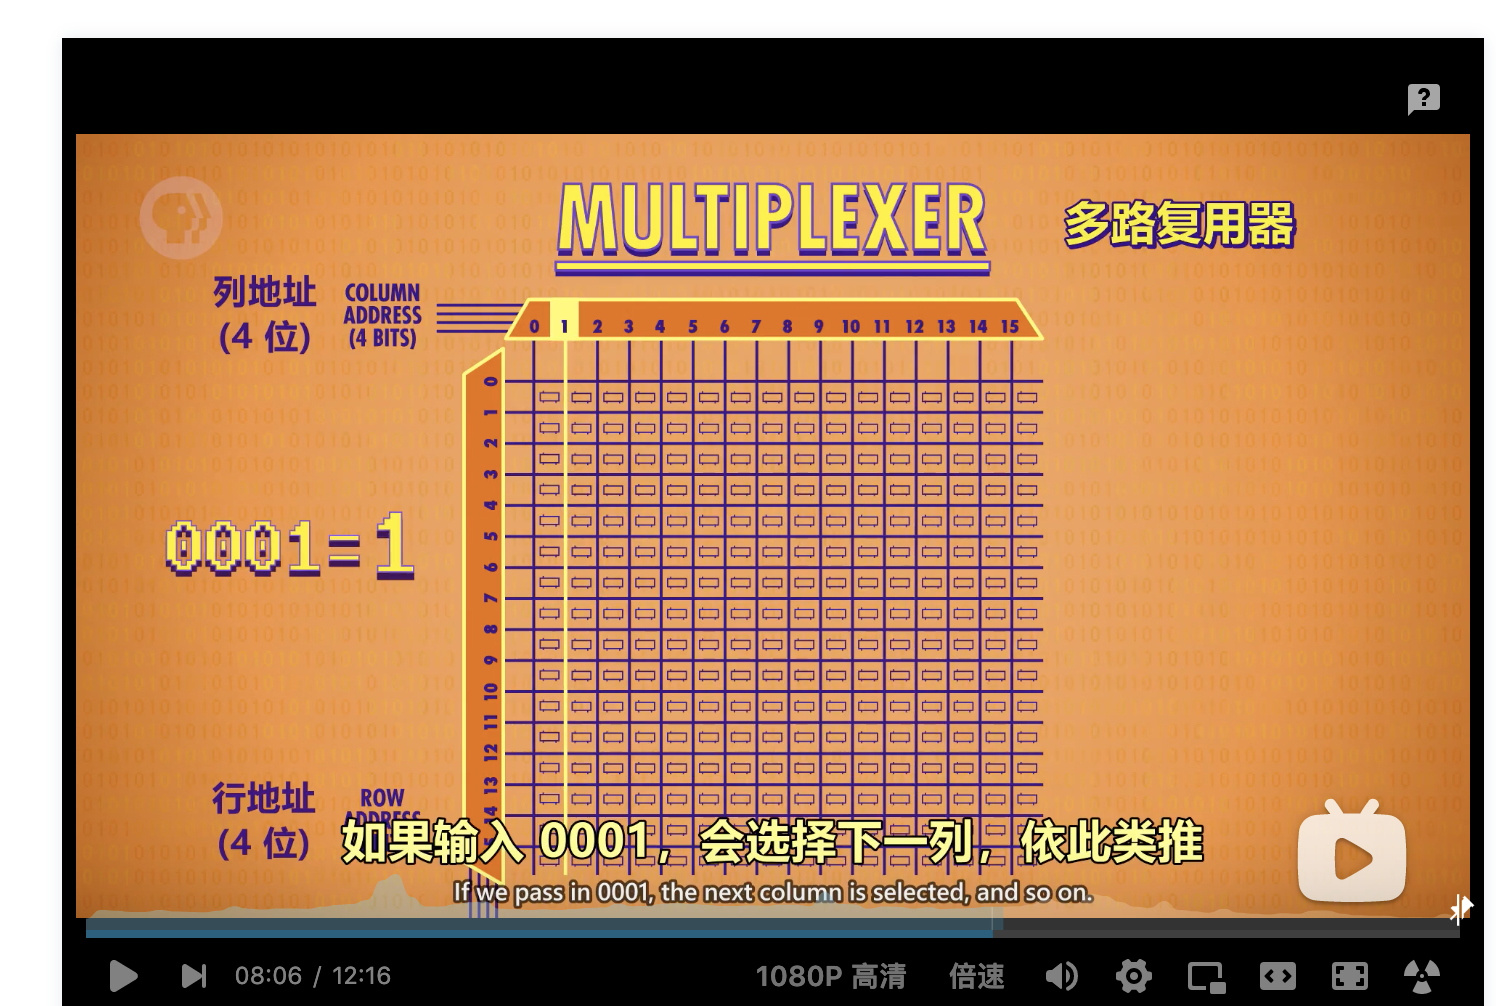 MULTIPLEXER
多路复用器
列地址
(4 位)
COLUMN
ADDRESS
(4 BITS)
0 1 2 3 4 5 6 7 8 9 10 11 12 13 14 15
0
1
2
3
4
5
6
7
8
9
10
11
12
13
14
0001=1
行地址
(4 位)
ROW
ADDRESS
如果输入 0001，会选择下一列，依此类推
If we pass in 0001, the next column is selected, and so on.
08:06 / 12:16
1080P 高清
倍速